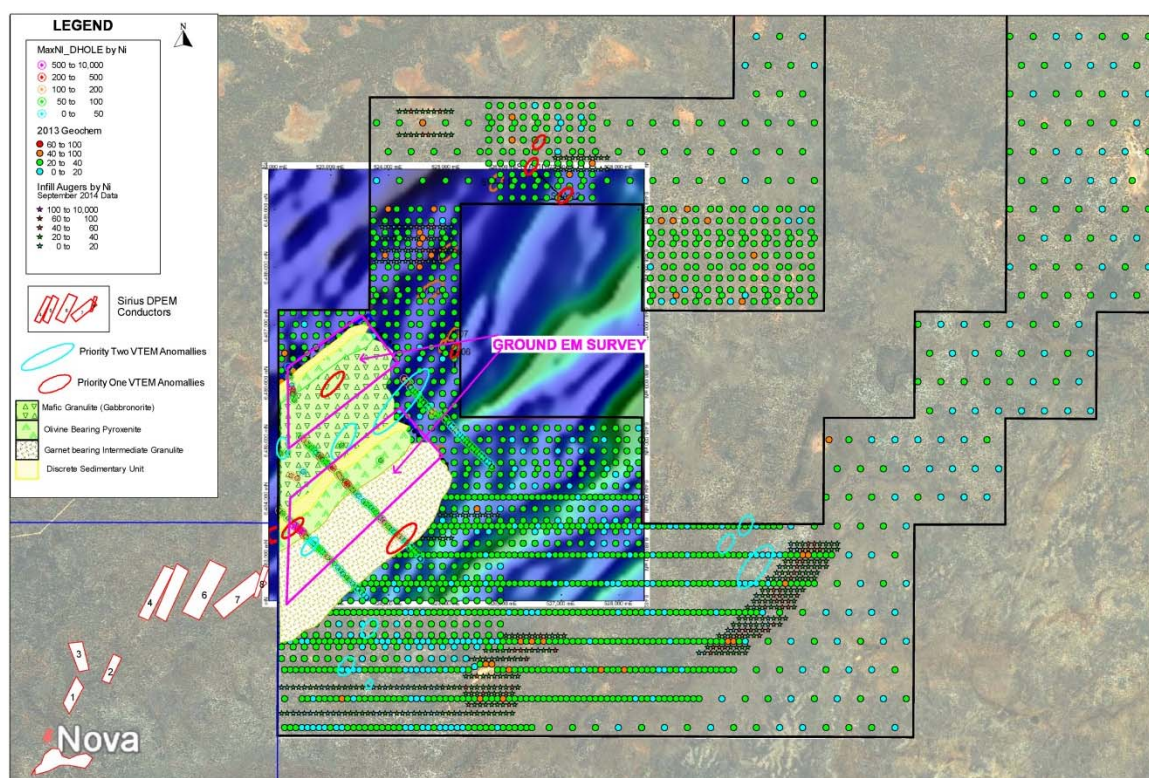 LEGEND
N
MaxNI_DHOLE by Ni
500 to 10,000
200 to 500
100 to 200
50 to 100
0 to 50
2013 Geochem
60 to 100
40 to 100
20 to 40
0 to 20
Infill Augers by Ni
September 2014 Data
100 to 10,000
60 to 100
40 to 60
20 to 40
0 to 20
Sirius DPEM
Conductors
Priority Two VTEM Anomallies
Priority One VTEM Anomallies
Mafic Granulite (Gabbronorite)
Olivine Bearing Pyroxenite
Garnet bearing Intermediate Granulite
Discrete Sedimentary Unit
GROUND EM SURVEY
4
6
7
3
2
1
Nova